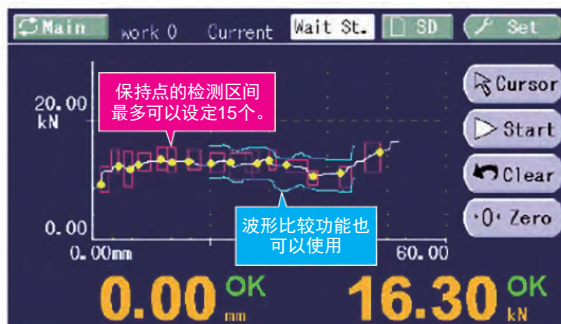 Main work 0 Current Wait St. SD Set
保持点的检测区间
最多可以设定15个。
20.00
kN
Cursor
Start
Clear
·0· Zero
波形比较功能也
可以使用
0.00
0.00mm 60.00
0.00 mm OK 16.30 kN OK